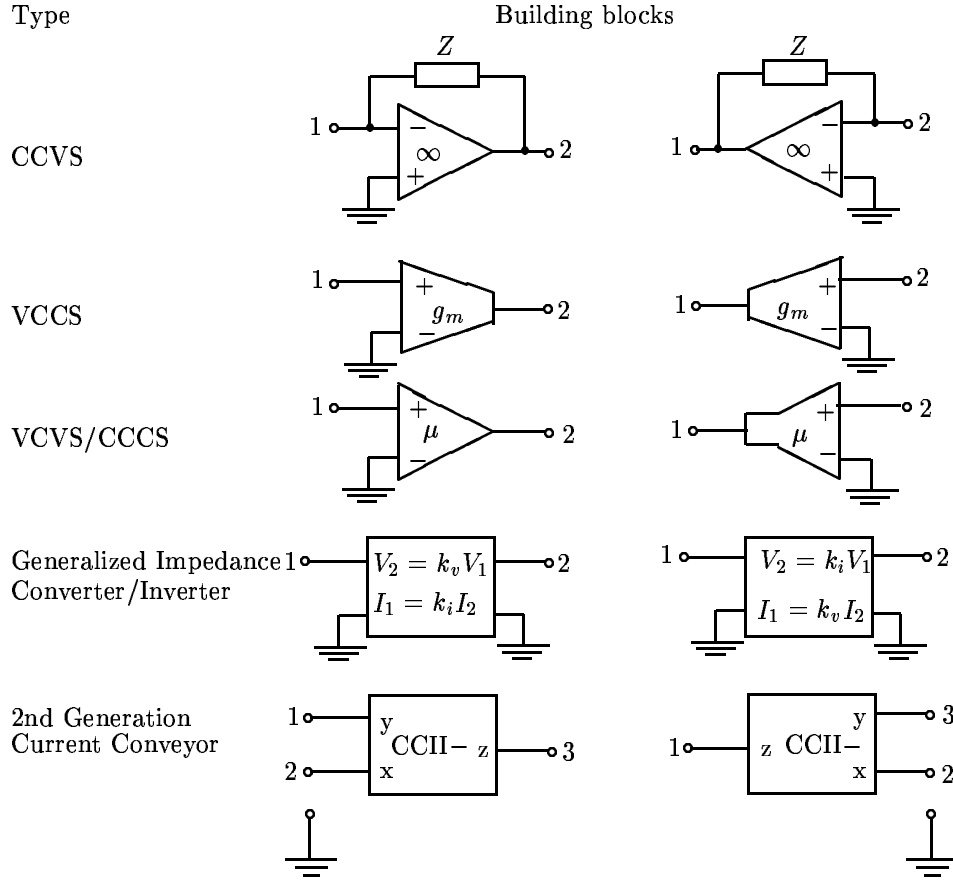 Type Building blocks
Z Z
1 − ∞ + 2 1 − ∞ + 2
CCVS
1 + g_m − 2 1 + g_m − 2
VCCS
1 + μ − 2 1 + μ − 2
VCVS/CCCS
Generalized Impedance 1 V_2 = k_v V_1 2 1 V_2 = k_i V_1 2
Converter/Inverter I_1 = k_i I_2 I_1 = k_v I_2
2nd Generation 1 y 3 y
Current Conveyor CCII− z 3 1 z CCII−
2 x x 2